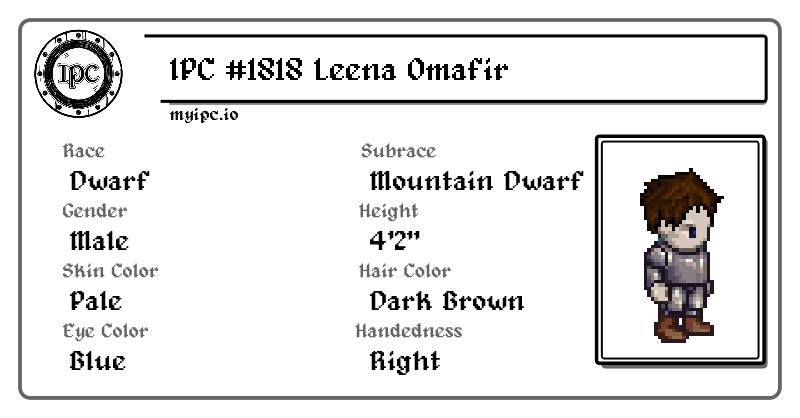 IPC
IPC #1818 Leena Omafir
myipc.io
Race
Subrace
Dwarf
Mountain Dwarf
Gender
Height
Male
4'2"
Skin Color
Hair Color
Pale
Dark Brown
Eye Color
Handedness
Blue
Right